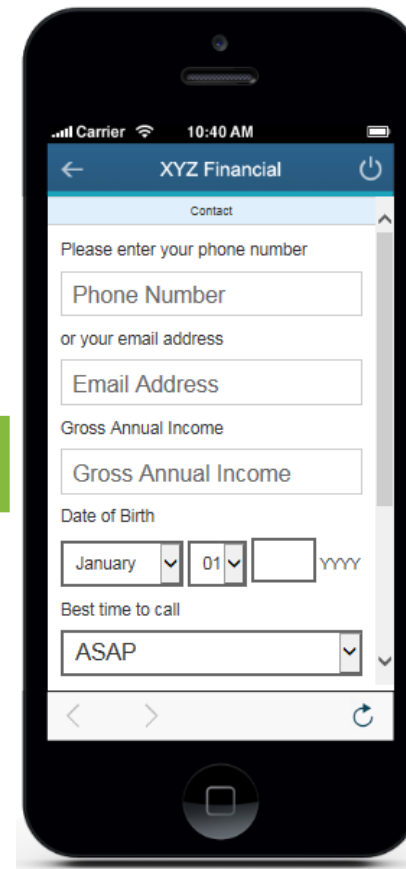 Carrier 10:40 AM
XYZ Financial
Contact
Please enter your phone number
Phone Number
or your email address
Email Address
Gross Annual Income
Gross Annual Income
Date of Birth
January 01 YYYY
Best time to call
ASAP